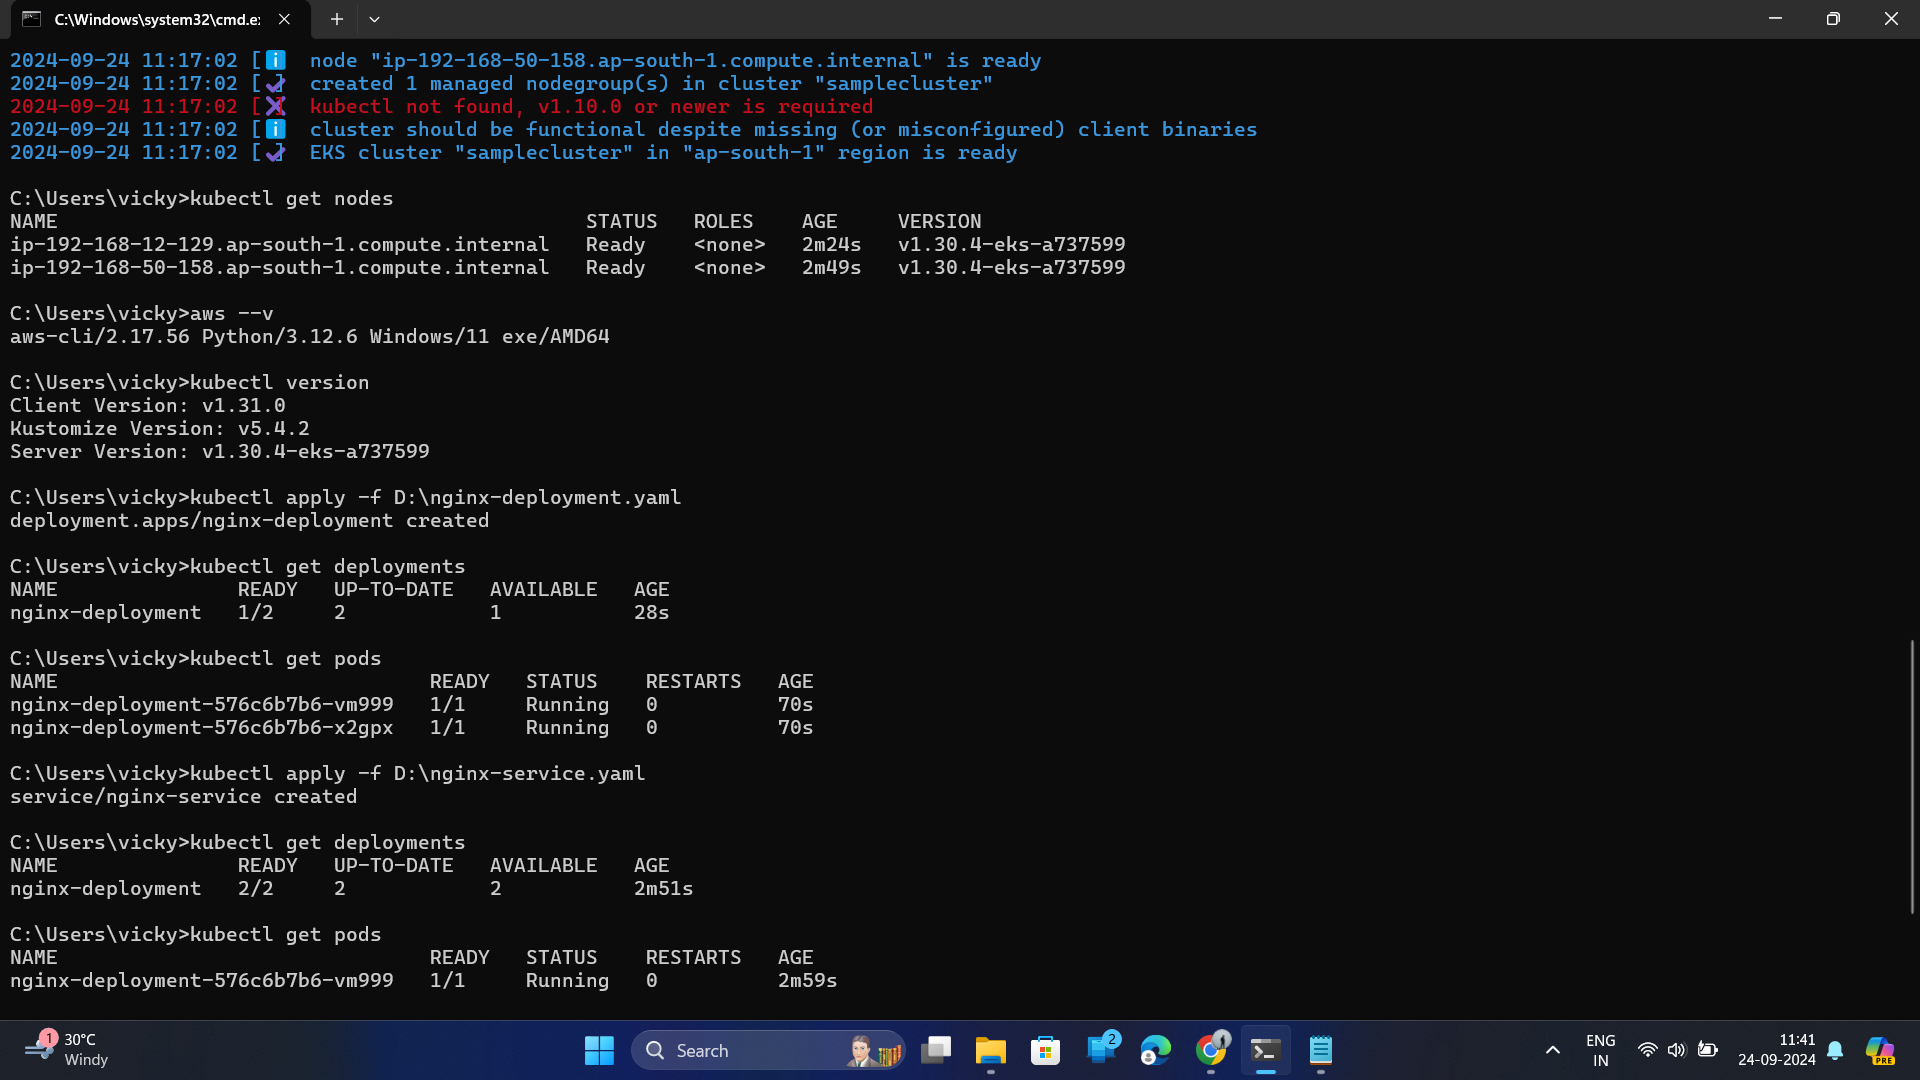 C:\Windows\system32\cmd.e
2024-09-24 11:17:02 [ℹ]  node "ip-192-168-50-158.ap-south-1.compute.internal" is ready
2024-09-24 11:17:02 [✔]  created 1 managed nodegroup(s) in cluster "samplecluster"
2024-09-24 11:17:02 [✖]  kubectl not found, v1.10.0 or newer is required
2024-09-24 11:17:02 [ℹ]  cluster should be functional despite missing (or misconfigured) client binaries
2024-09-24 11:17:02 [✔]  EKS cluster "samplecluster" in "ap-south-1" region is ready
C:\Users\vicky>kubectl get nodes
NAME                                            STATUS   ROLES    AGE     VERSION
ip-192-168-12-129.ap-south-1.compute.internal   Ready    <none>   2m24s   v1.30.4-eks-a737599
ip-192-168-50-158.ap-south-1.compute.internal   Ready    <none>   2m49s   v1.30.4-eks-a737599
C:\Users\vicky>aws --v
aws-cli/2.17.56 Python/3.12.6 Windows/11 exe/AMD64
C:\Users\vicky>kubectl version
Client Version: v1.31.0
Kustomize Version: v5.4.2
Server Version: v1.30.4-eks-a737599
C:\Users\vicky>kubectl apply -f D:\nginx-deployment.yaml
deployment.apps/nginx-deployment created
C:\Users\vicky>kubectl get deployments
NAME               READY   UP-TO-DATE   AVAILABLE   AGE
nginx-deployment   1/2     2            1           28s
C:\Users\vicky>kubectl get pods
NAME                               READY   STATUS    RESTARTS   AGE
nginx-deployment-576c6b7b6-vm999   1/1     Running   0          70s
nginx-deployment-576c6b7b6-x2gpx   1/1     Running   0          70s
C:\Users\vicky>kubectl apply -f D:\nginx-service.yaml
service/nginx-service created
C:\Users\vicky>kubectl get deployments
NAME               READY   UP-TO-DATE   AVAILABLE   AGE
nginx-deployment   2/2     2            2           2m51s
C:\Users\vicky>kubectl get pods
NAME                               READY   STATUS    RESTARTS   AGE
nginx-deployment-576c6b7b6-vm999   1/1     Running   0          2m59s
1
30°C
Windy
Search
2
ENG
IN
11:41
24-09-2024
PRE